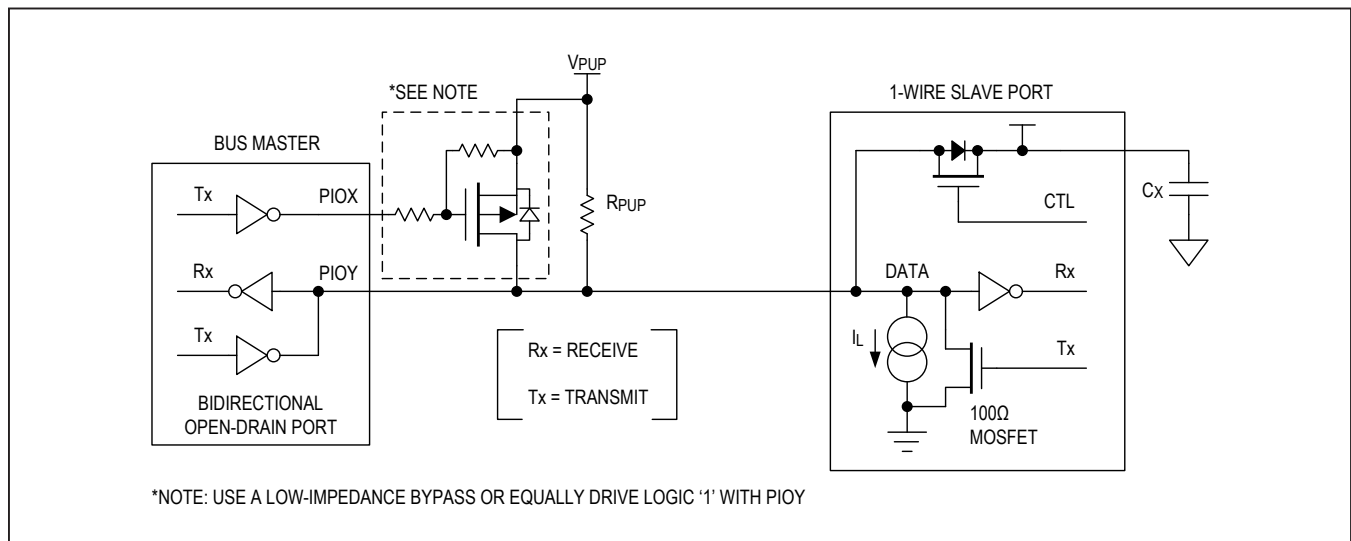 VPUP
*SEE NOTE
1-WIRE SLAVE PORT
BUS MASTER
Tx
PIOX
RPUP
CX
CTL
Rx
PIOY
DATA
Rx
Tx
IL
Rx = RECEIVE
Tx = TRANSMIT
Tx
BIDIRECTIONAL
OPEN-DRAIN PORT
100Ω
MOSFET
*NOTE: USE A LOW-IMPEDANCE BYPASS OR EQUALLY DRIVE LOGIC ‘1’ WITH PIOY